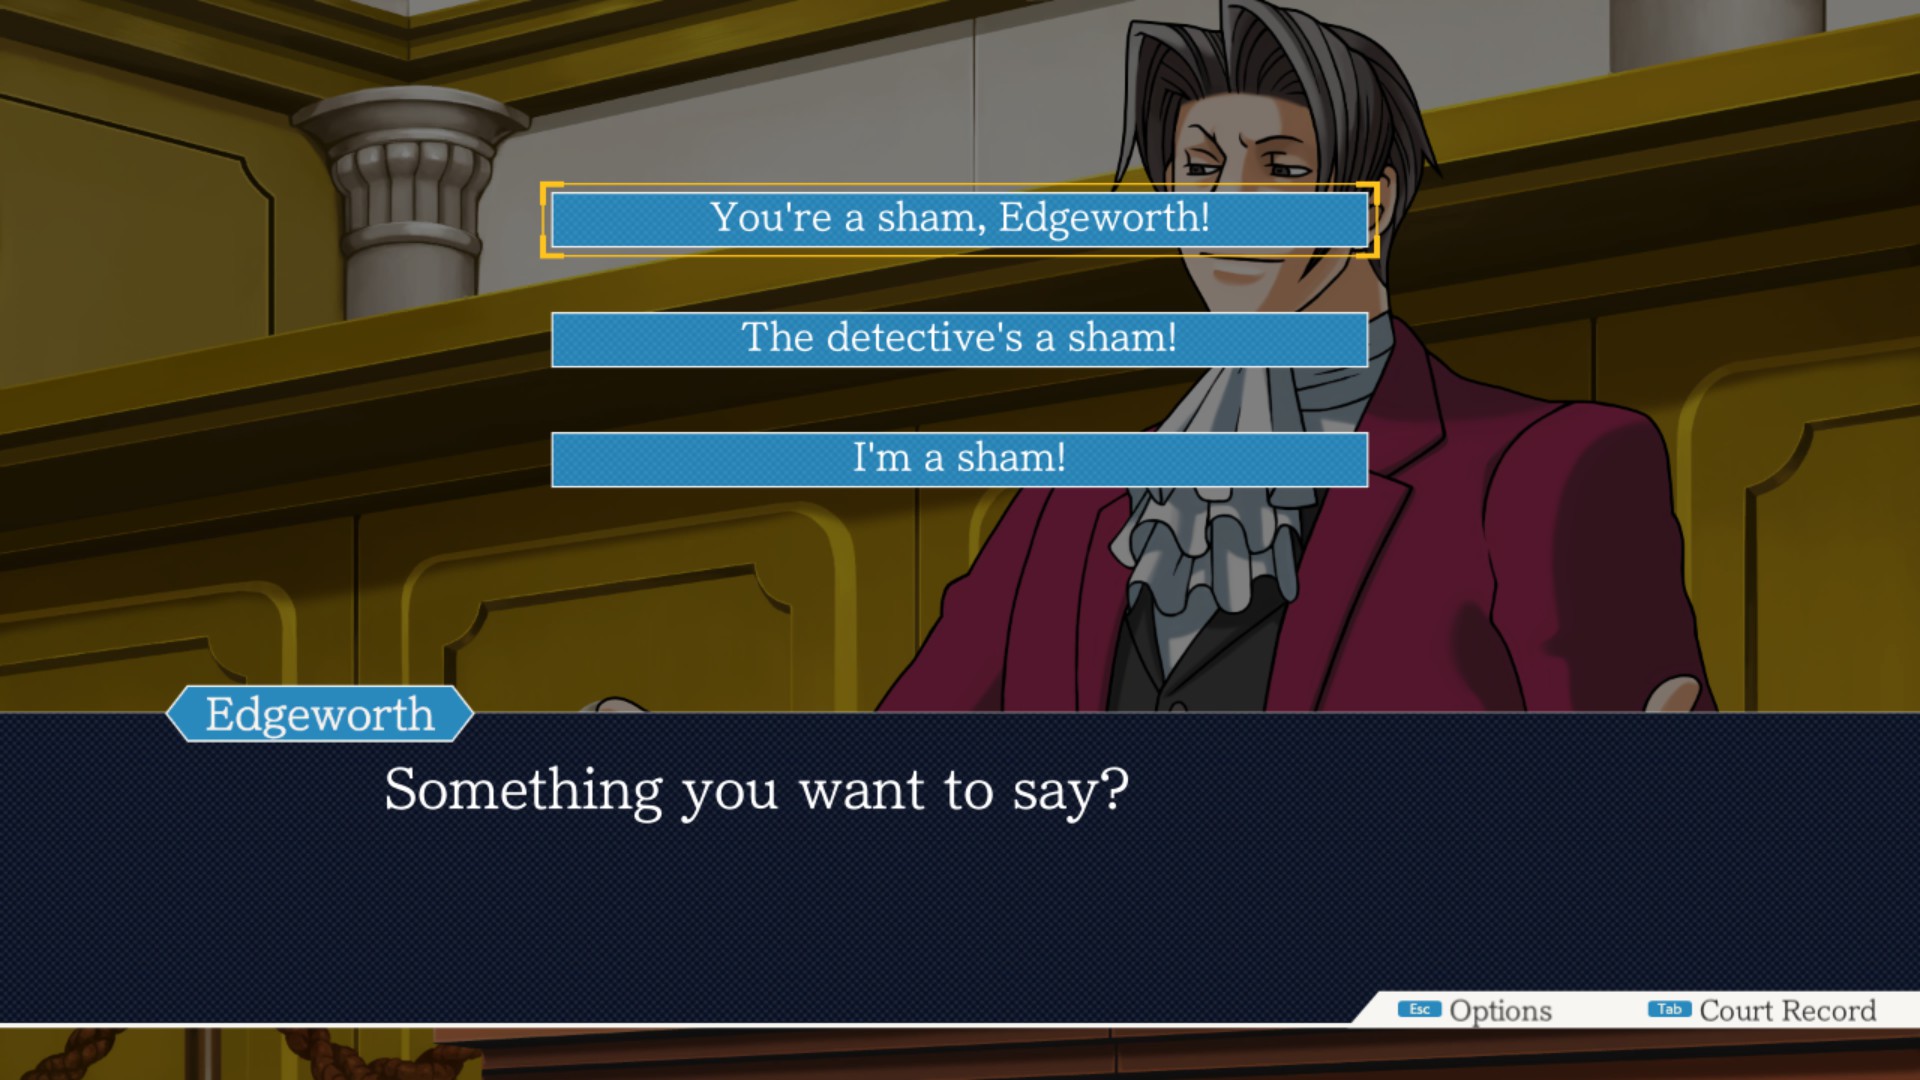 You're a sham, Edgeworth!
The detective's a sham!
I'm a sham!
Edgeworth
Something you want to say?
Esc Options
Tab Court Record